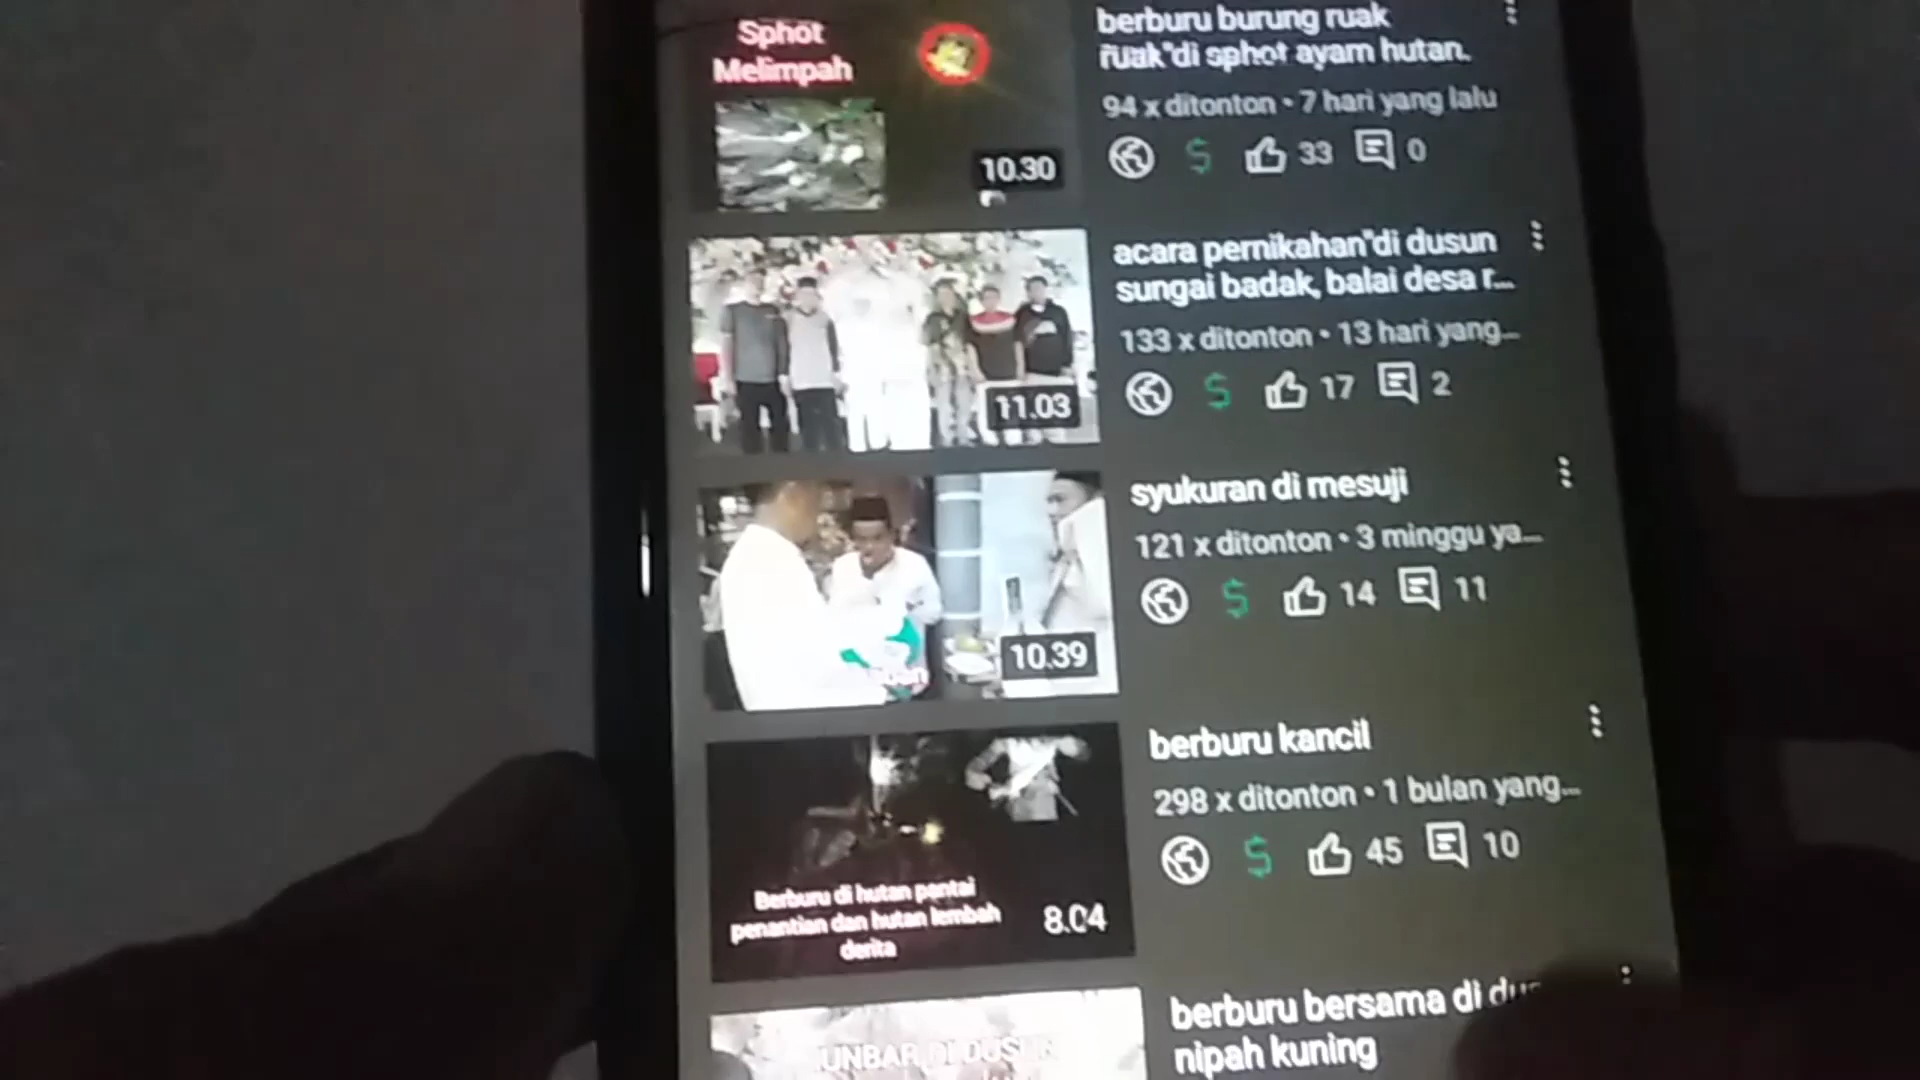 Sphot
Melimpah
10.30
berburu burung ruak
ruak"di sphot ayam hutan.
94 x ditonton • 7 hari yang lalu
33
0
11.03
acara pernikahan"di dusun
sungai badak, balai desa r...
133 x ditonton • 13 hari yang...
17
2
10.39
syukuran di mesuji
121 x ditonton • 3 minggu ya...
14
11
Berburu di hutan pantai
penantian dan hutan lembah
derita
8.04
berburu kancil
298 x ditonton • 1 bulan yang...
45
10
berburu bersama di
nipah kuning